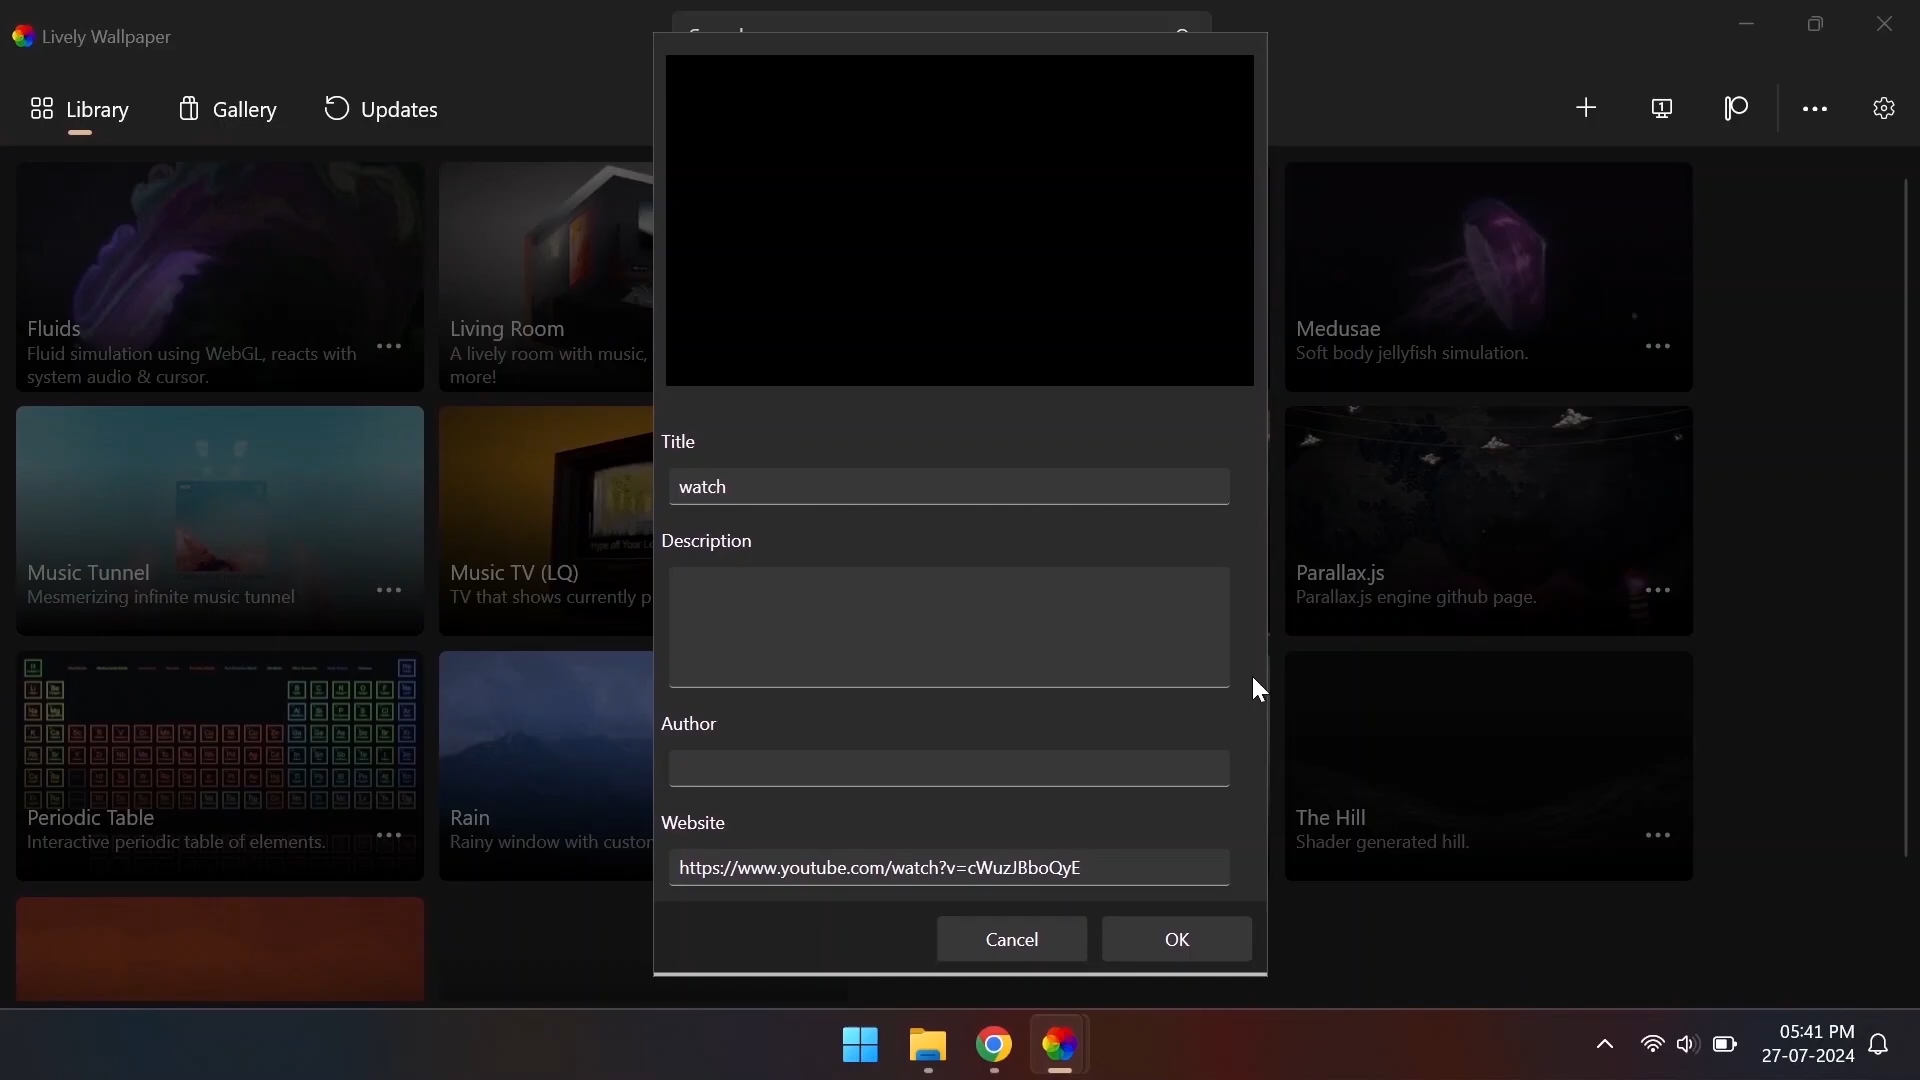 Lively Wallpaper
Library
Gallery
Updates
Fluids
Fluid simulation using WebGL, reacts with
system audio & cursor.
Living Room
A lively room with music,
more!
Medusae
Soft body jellyfish simulation.
Music Tunnel
Mesmerizing infinite music tunnel
Music TV (LQ)
TV that shows currently p
Parallax.js
Parallax.js engine github page.
Periodic Table
Interactive periodic table of elements.
Rain
Rainy window with custor
The Hill
Shader generated hill.
Title
watch
Description
Author
Website
https://www.youtube.com/watch?v=cWuzJBboQyE
Cancel
OK
05:41 PM
27-07-2024